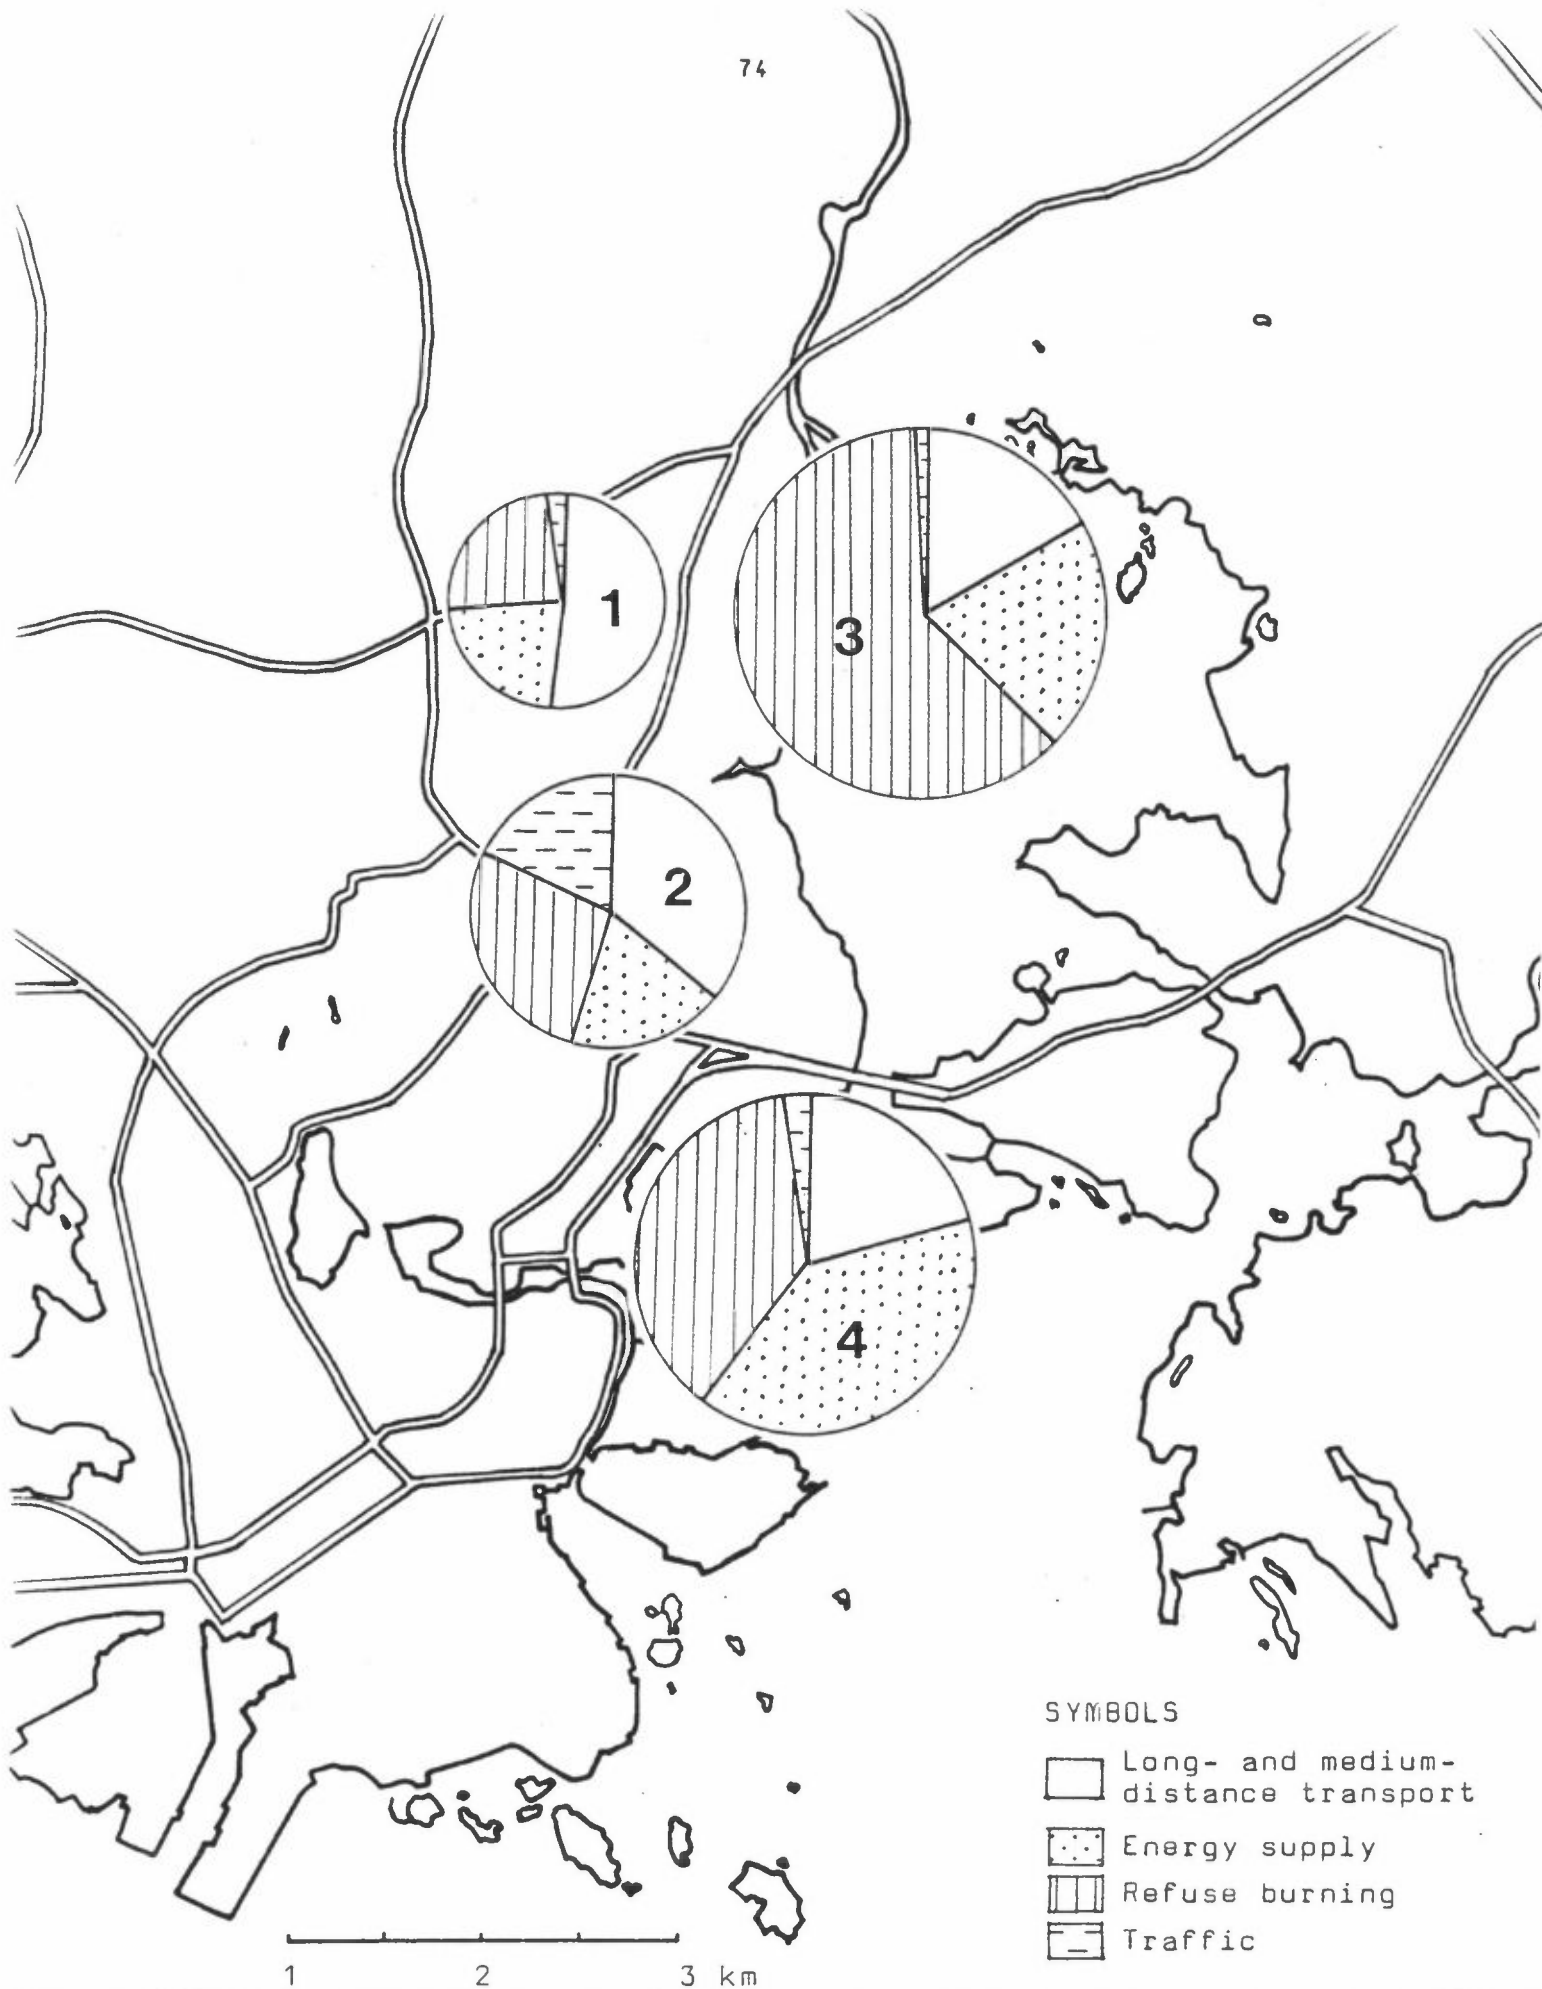 74
1
3
2
4
SYMBOLS
Long- and medium-
distance transport
Energy supply
Refuse burning
Traffic
1 2 3 km